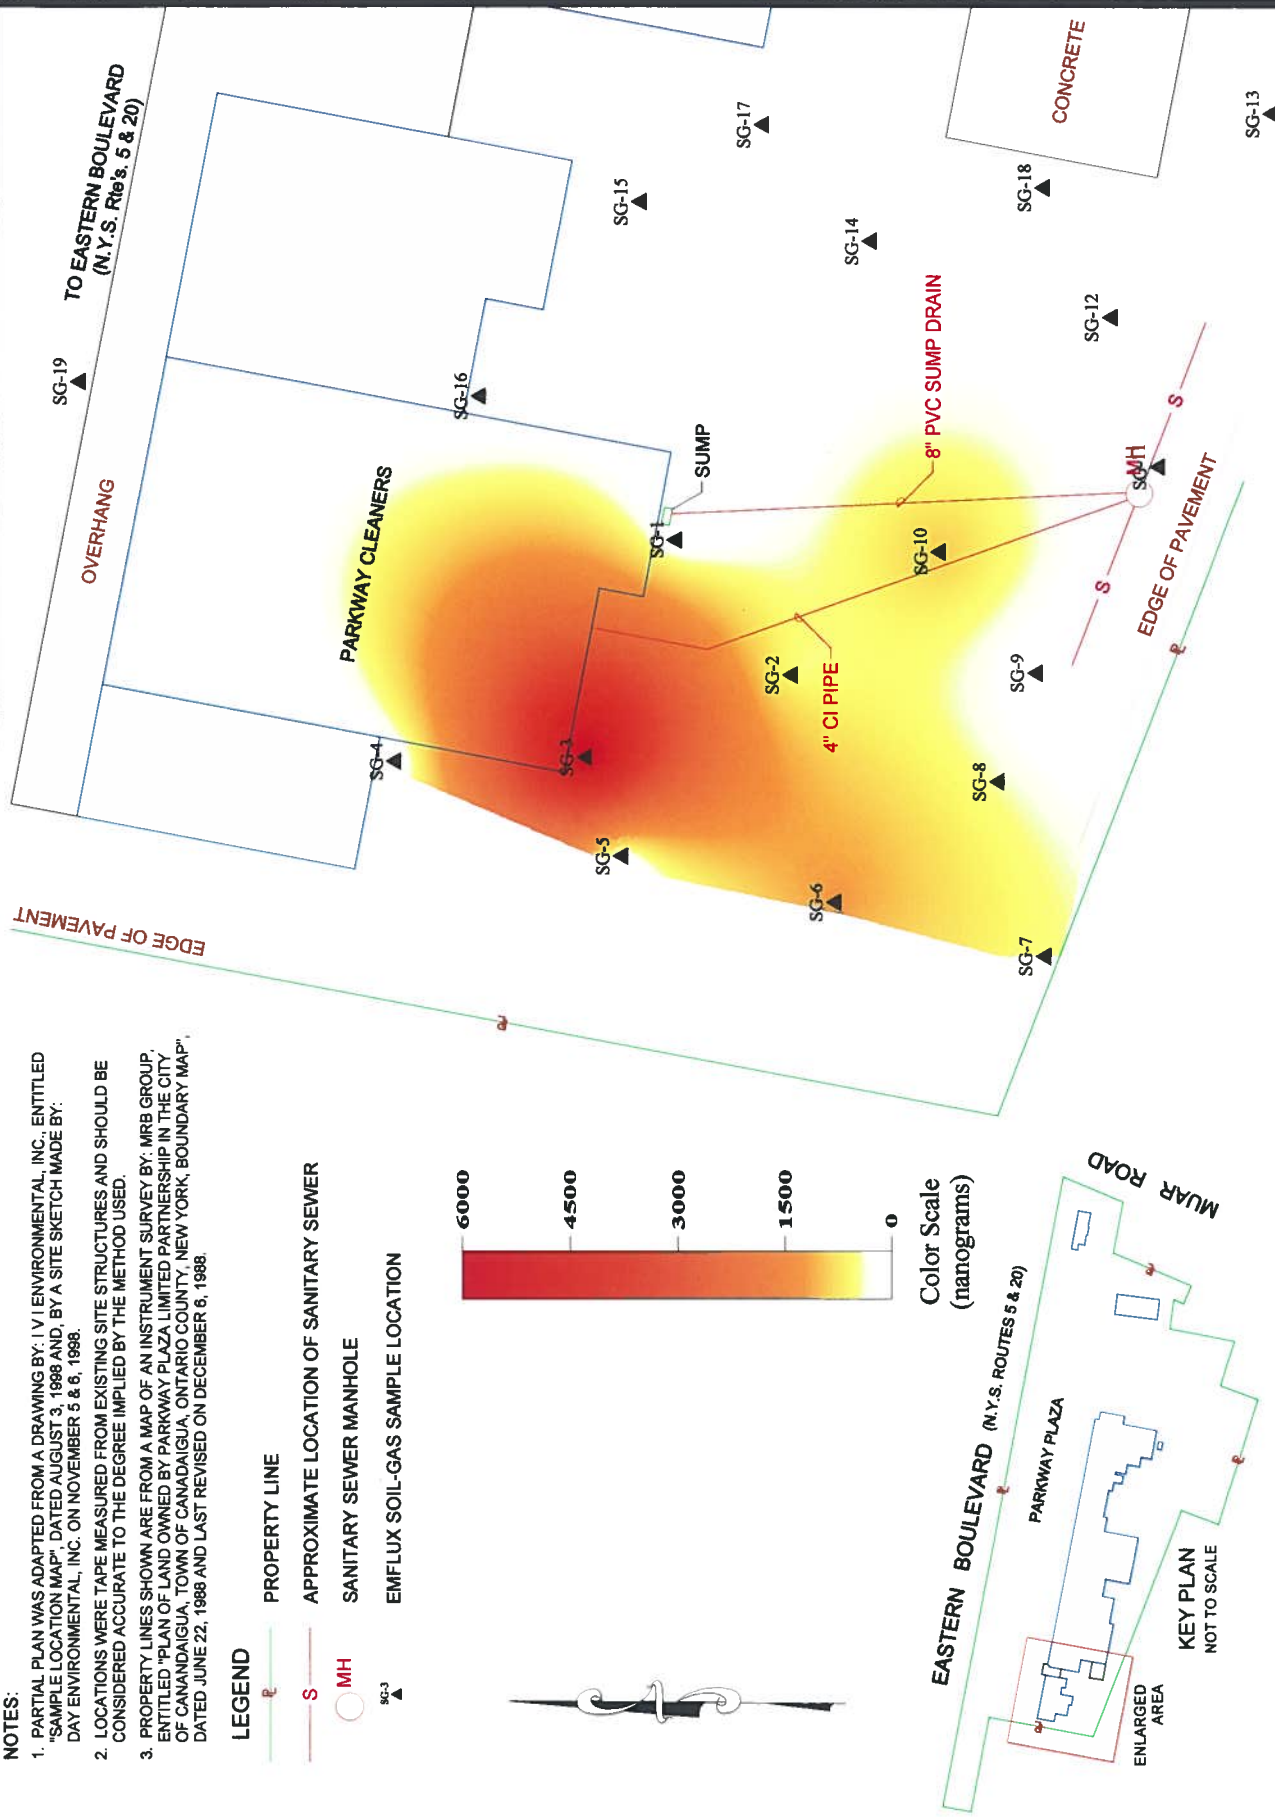 NOTES:
1. PARTIAL PLAN WAS ADAPTED FROM A DRAWING BY: I V I ENVIRONMENTAL, INC., ENTITLED
"SAMPLE LOCATION MAP", DATED AUGUST 3, 1998 AND, BY A SITE SKETCH MADE BY:
DAY ENVIRONMENTAL, INC. ON NOVEMBER 5 & 6, 1998.
2. LOCATIONS WERE TAPE MEASURED FROM EXISTING SITE STRUCTURES AND SHOULD BE
CONSIDERED ACCURATE TO THE DEGREE IMPLIED BY THE METHOD USED.
3. PROPERTY LINES SHOWN ARE FROM A MAP OF AN INSTRUMENT SURVEY BY: MRB GROUP,
ENTITLED "PLAN OF LAND OWNED BY PARKWAY PLAZA LIMITED PARTNERSHIP IN THE CITY
OF CANANDAIGUA, TOWN OF CANADAIGUA, ONTARIO COUNTY, NEW YORK, BOUNDARY MAP",
DATED JUNE 22, 1988 AND LAST REVISED ON DECEMBER 6, 1988.
LEGEND
PROPERTY LINE
S
APPROXIMATE LOCATION OF SANITARY SEWER
MH
SANITARY SEWER MANHOLE
SG-3
EMFLUX SOIL-GAS SAMPLE LOCATION
6000
4500
3000
1500
0
Color Scale
(nanograms)
EASTERN BOULEVARD (N.Y.S. ROUTES 5 & 20)
MUAR ROAD
PARKWAY PLAZA
KEY PLAN
NOT TO SCALE
ENLARGED
AREA
EDGE OF PAVEMENT
OVERHANG
TO EASTERN BOULEVARD
(N.Y.S. Rte's. 5 & 20)
SG-19
PARKWAY CLEANERS
SG-4
SG-16
SG-3
SG-5
SG-1
SUMP
SG-15
SG-17
SG-2
4" CI PIPE
SG-6
SG-14
SG-10
8" PVC SUMP DRAIN
SG-8
SG-9
SG-7
SG-18
CONCRETE
SG-12
MH
S
S
EDGE OF PAVEMENT
SG-13